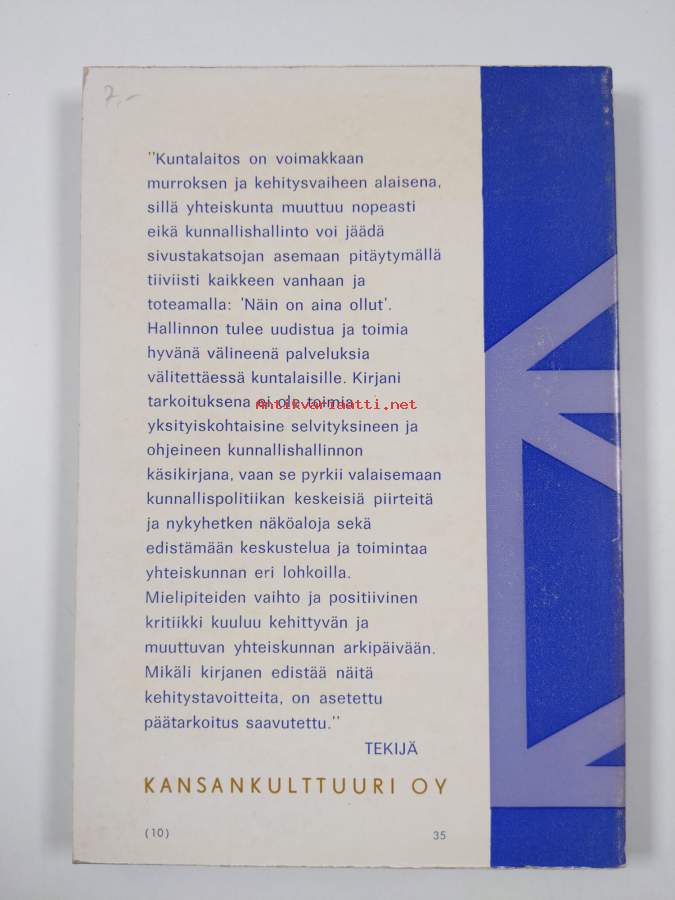 7,-
"Kuntalaitos on voimakkaan
murroksen ja kehitysvaiheen alaisena,
sillä yhteiskunta muuttuu nopeasti
eikä kunnallishallinto voi jäädä
sivustakatsojan asemaan pitäytymällä
tiiviisti kaikkeen vanhaan ja
toteamalla: 'Näin on aina ollut'.
Hallinnon tulee uudistua ja toimia
hyvänä välineenä palveluksia
välitettäessä kuntalaisille. Kirjani
tarkoituksena ei ole toimia
Antikvariaatti.net
yksityiskohtaisine selvityksineen ja
ohjeineen kunnallishallinnon
käsikirjana, vaan se pyrkii valaisemaan
kunnallispolitiikan keskeisiä piirteitä
ja nykyhetken näköaloja sekä
edistämään keskustelua ja toimintaa
yhteiskunnan eri lohkoilla.
Mielipiteiden vaihto ja positiivinen
kritiikki kuuluu kehittyvän ja
muuttuvan yhteiskunnan arkipäivään.
Mikäli kirjanen edistää näitä
kehitystavoitteita, on asetettu
päätarkoitus saavutettu."
TEKIJÄ
KANSANKULTTUURI OY
(10) 35